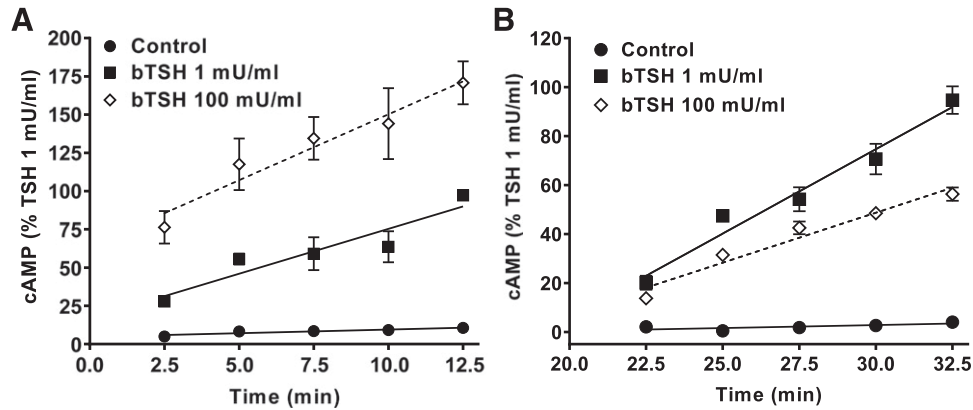 A
Control
bTSH 1 mU/ml
bTSH 100 mU/ml
cAMP (% TSH 1 mU/ml)
200
175
150
125
100
75
50
25
0
0.0 2.5 5.0 7.5 10.0 12.5
Time (min)
B
Control
bTSH 1 mU/ml
bTSH 100 mU/ml
cAMP (% TSH 1 mU/ml)
120
100
80
60
40
20
0
20.0 22.5 25.0 27.5 30.0 32.5
Time (min)